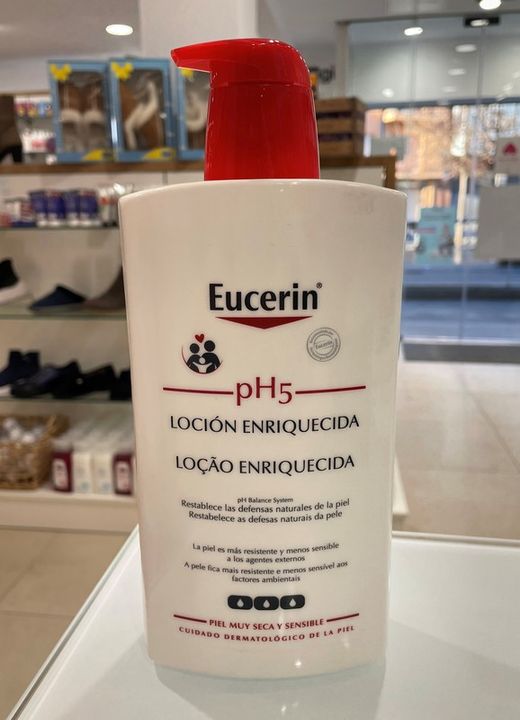 Eucerin®
Eucerin
pH5
LOCIÓN ENRIQUECIDA
LOÇÃO ENRIQUECIDA
pH Balance System
Restablece las defensas naturales de la piel
Restabelece as defesas naturais da pele
La piel es más resistente y menos sensible
a los agentes externos
A pele fica mais resistente e menos sensível aos
factores ambientais
PIEL MUY SECA Y SENSIBLE
CUIDADO DERMATOLÓGICO DE LA PIEL